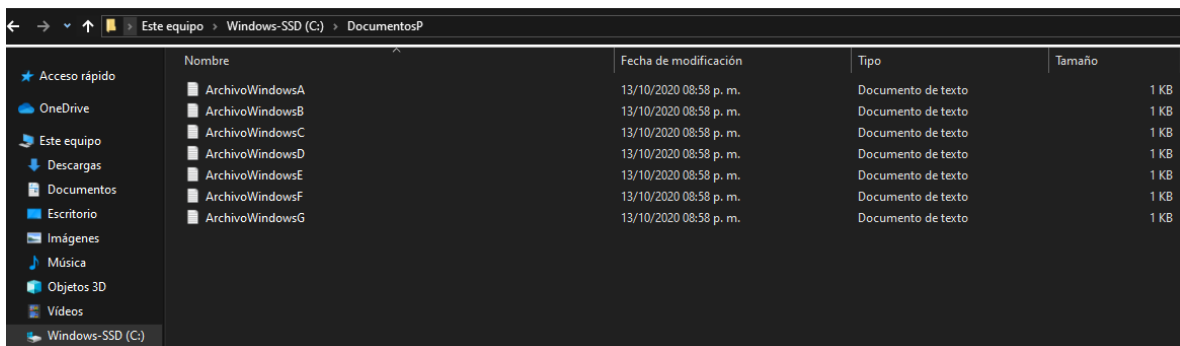 Este equipo > Windows-SSD (C:) > DocumentosP
Nombre Fecha de modificación Tipo Tamaño
Acceso rápido
OneDrive
Este equipo
Descargas
Documentos
Escritorio
Imágenes
Música
Objetos 3D
Vídeos
Windows-SSD (C:)
ArchivoWindowsA 13/10/2020 08:58 p. m. Documento de texto 1 KB
ArchivoWindowsB 13/10/2020 08:58 p. m. Documento de texto 1 KB
ArchivoWindowsC 13/10/2020 08:58 p. m. Documento de texto 1 KB
ArchivoWindowsD 13/10/2020 08:58 p. m. Documento de texto 1 KB
ArchivoWindowsE 13/10/2020 08:58 p. m. Documento de texto 1 KB
ArchivoWindowsF 13/10/2020 08:58 p. m. Documento de texto 1 KB
ArchivoWindowsG 13/10/2020 08:58 p. m. Documento de texto 1 KB